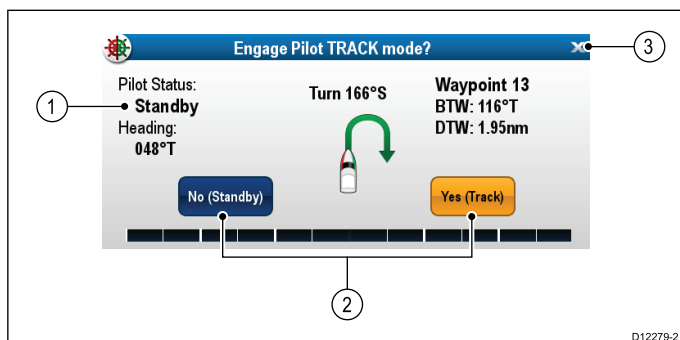 Engage Pilot TRACK mode?
3
Pilot Status:
Standby
Heading:
048°T
1
Turn 166°S
Waypoint 13
BTW: 116°T
DTW: 1.95nm
No (Standby)
Yes (Track)
2
D12279-2